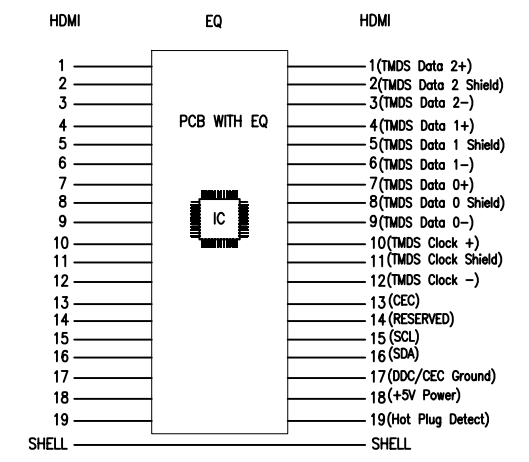 HDMI EQ HDMI
1 1(TMDS Data 2+)
2 2(TMDS Data 2 Shield)
3 3(TMDS Data 2-)
4 PCB WITH EQ 4(TMDS Data 1+)
5 5(TMDS Data 1 Shield)
6 6(TMDS Data 1-)
7 7(TMDS Data 0+)
8 8(TMDS Data 0 Shield)
9 IC 9(TMDS Data 0-)
10 10(TMDS Clock +)
11 11(TMDS Clock Shield)
12 12(TMDS Clock -)
13 13(CEC)
14 14(RESERVED)
15 15(SCL)
16 16(SDA)
17 17(DDC/CEC Ground)
18 18(+5V Power)
19 19(Hot Plug Detect)
SHELL SHELL